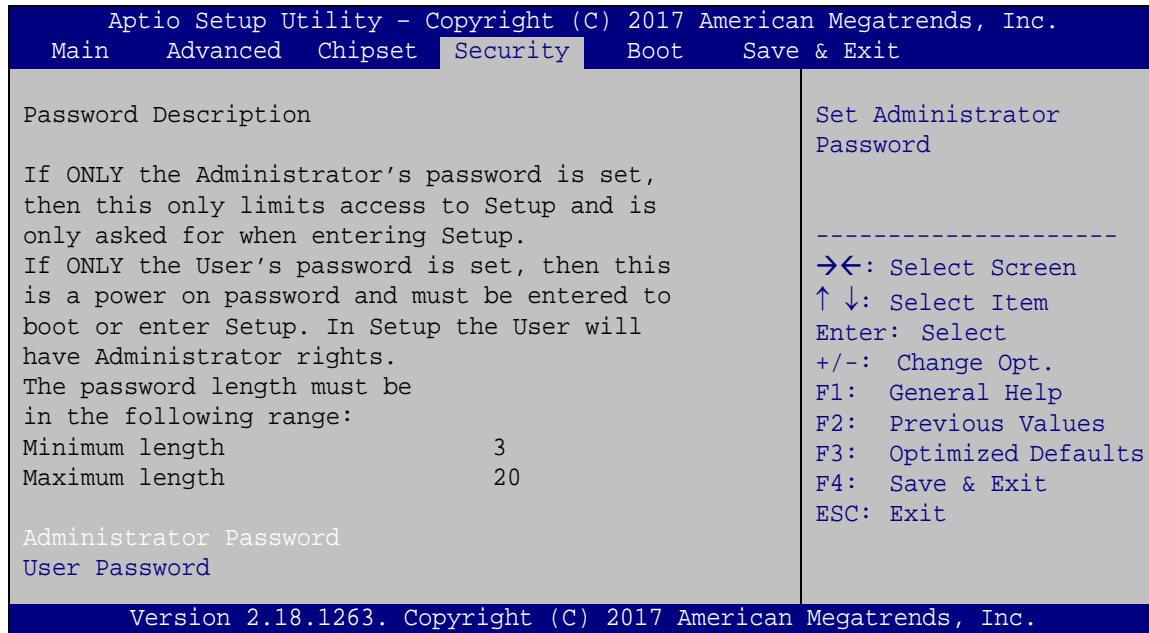 Aptio Setup Utility – Copyright (C) 2017 American Megatrends, Inc.
Main Advanced Chipset Security Boot Save & Exit
Password Description
If ONLY the Administrator’s password is set,
then this only limits access to Setup and is
only asked for when entering Setup.
If ONLY the User’s password is set, then this
is a power on password and must be entered to
boot or enter Setup. In Setup the User will
have Administrator rights.
The password length must be
in the following range:
Minimum length 3
Maximum length 20
Administrator Password
User Password
Set Administrator
Password
----------------------
→←: Select Screen
↑ ↓: Select Item
Enter: Select
+/-: Change Opt.
F1: General Help
F2: Previous Values
F3: Optimized Defaults
F4: Save & Exit
ESC: Exit
Version 2.18.1263. Copyright (C) 2017 American Megatrends, Inc.